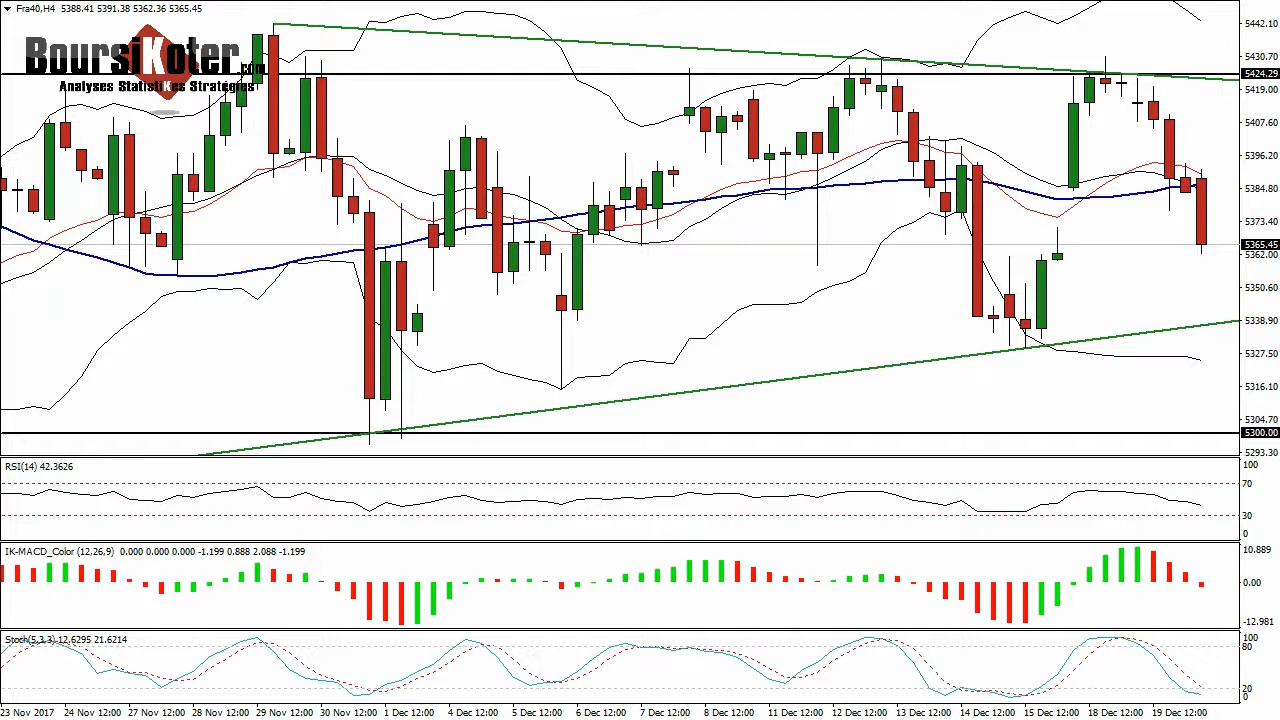 Fra40,H4 5388.41 5391.38 5362.36 5365.45
BoursiKoter.com
Analyses StatistiKes Stratégies
5442.10
5430.70
5424.29
5419.00
5407.60
5396.20
5384.80
5373.40
5365.45
5362.00
5350.60
5338.90
5327.50
5316.10
5304.70
5300.00
5293.30
RSI(14) 42.3626
100
70
30
0
IK-MACD_Color (12,26,9) 0.000 0.000 0.000 -1.199 0.888 2.088 -1.199
10.889
0.00
-12.981
Stoch(5,3,3) 12.6295 21.6214
100
80
20
0
23 Nov 2017
24 Nov 12:00
27 Nov 12:00
28 Nov 12:00
29 Nov 12:00
30 Nov 12:00
1 Dec 12:00
4 Dec 12:00
5 Dec 12:00
6 Dec 12:00
7 Dec 12:00
8 Dec 12:00
11 Dec 12:00
12 Dec 12:00
13 Dec 12:00
14 Dec 12:00
15 Dec 12:00
18 Dec 12:00
19 Dec 12:00